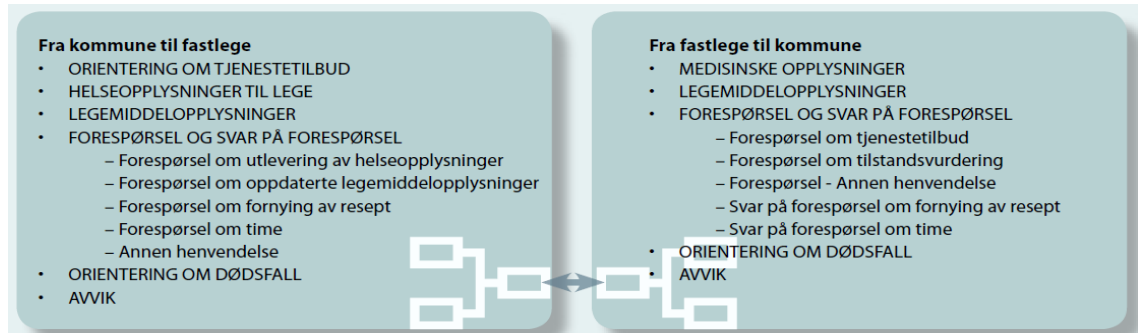 Fra kommune til fastlege
• ORIENTERING OM TJENESTETILBUD
• HELSEOPPLYSNINGER TIL LEGE
• LEGEMIDDELOPPLYSNINGER
• FORESPØRSEL OG SVAR PÅ FORESPØRSEL
– Forespørsel om utlevering av helseopplysninger
– Forespørsel om oppdaterte legemiddelopplysninger
– Forespørsel om fornying av resept
– Forespørsel om time
– Annen henvendelse
• ORIENTERING OM DØDSFALL
• AVVIK
Fra fastlege til kommune
• MEDISINSKE OPPLYSNINGER
• LEGEMIDDELOPPLYSNINGER
• FORESPØRSEL OG SVAR PÅ FORESPØRSEL
– Forespørsel om tjenestetilbud
– Forespørsel om tilstandsvurdering
– Forespørsel - Annen henvendelse
– Svar på forespørsel om fornying av resept
– Svar på forespørsel om time
• ORIENTERING OM DØDSFALL
• AVVIK